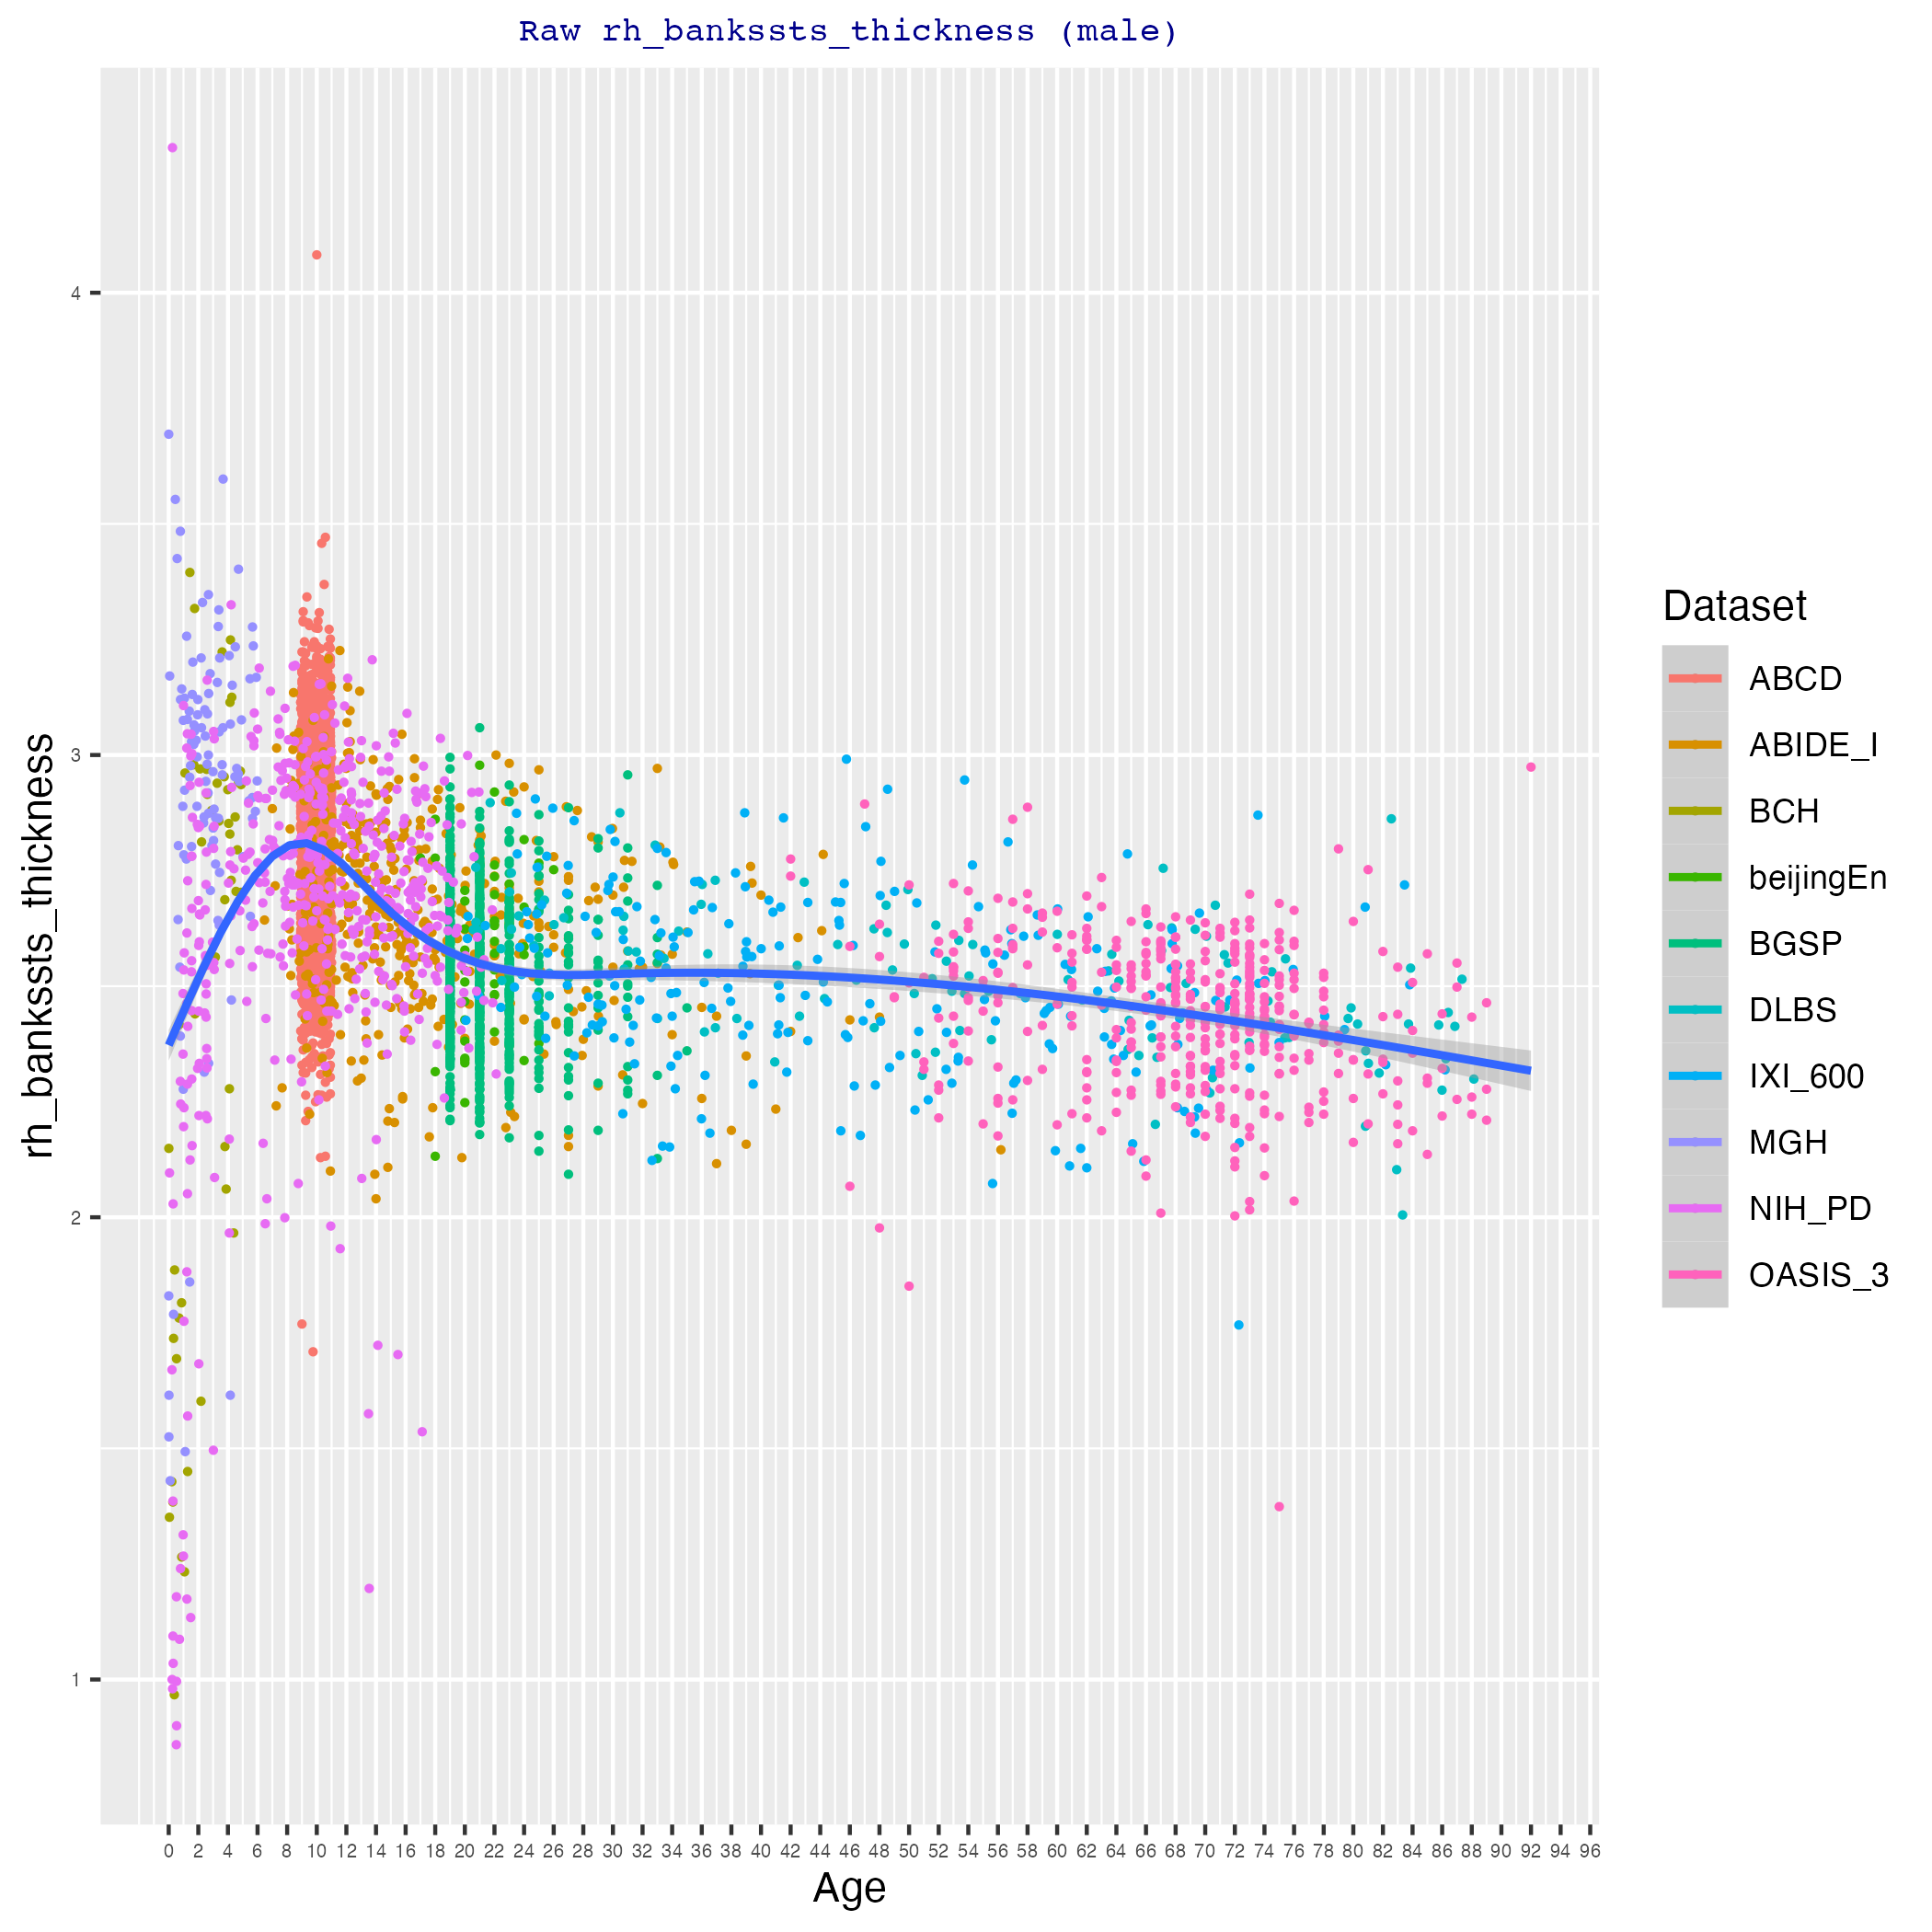 Raw rh_bankssts_thickness (male)
rh_bankssts_thickness
4
3
2
1
0 2 4 6 8 10 12 14 16 18 20 22 24 26 28 30 32 34 36 38 40 42 44 46 48 50 52 54 56 58 60 62 64 66 68 70 72 74 76 78 80 82 84 86 88 90 92 94 96
Age
Dataset
ABCD
ABIDE_I
BCH
beijingEn
BGSP
DLBS
IXI_600
MGH
NIH_PD
OASIS_3